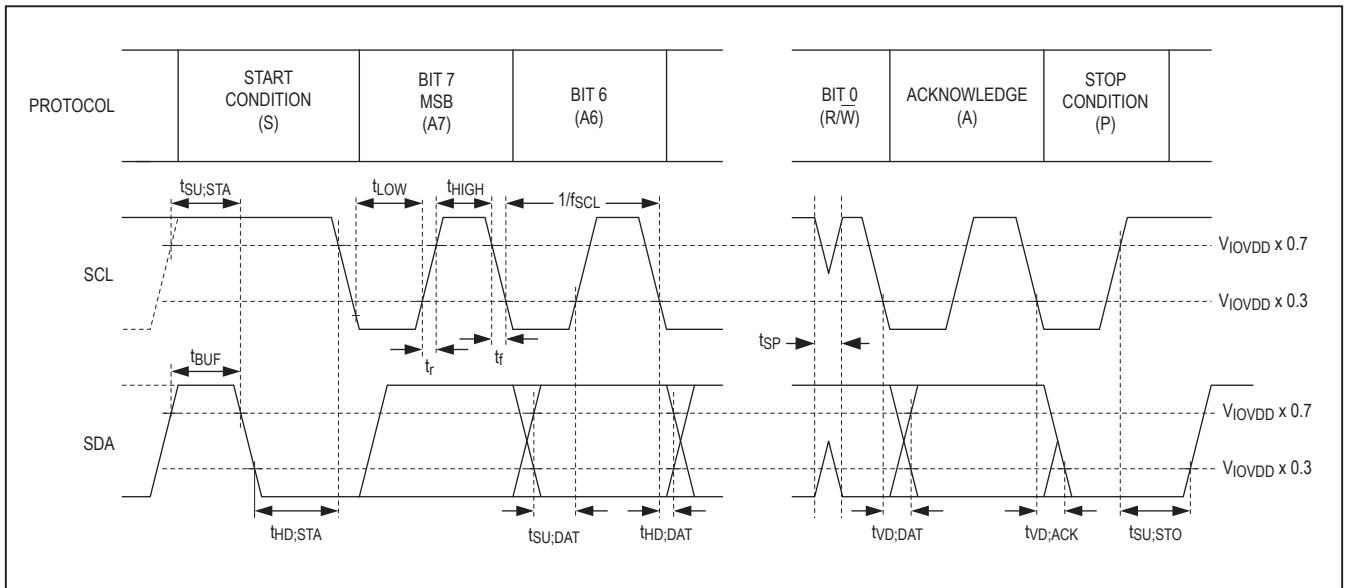 PROTOCOL
START
CONDITION
(S)
BIT 7
MSB
(A7)
BIT 6
(A6)
BIT 0
(R/W̅)
ACKNOWLEDGE
(A)
STOP
CONDITION
(P)
tSU;STA
tLOW
tHIGH
1/fSCL
VIOVDD x 0.7
SCL
VIOVDD x 0.3
tBUF
tr
tf
tSP
VIOVDD x 0.7
SDA
VIOVDD x 0.3
tHD;STA
tSU;DAT
tHD;DAT
tVD;DAT
tVD;ACK
tSU;STO